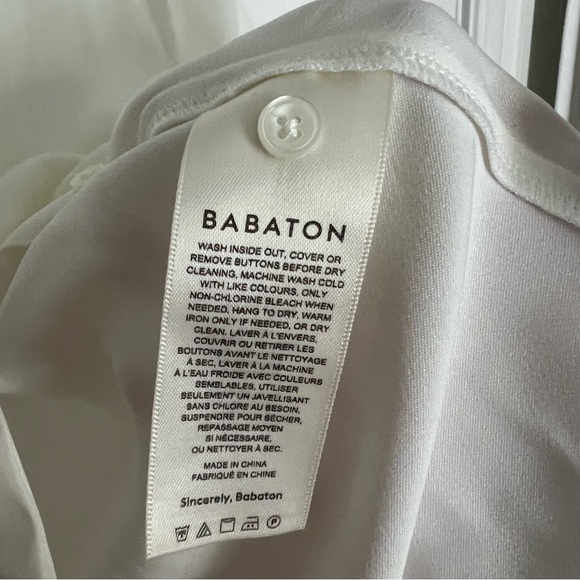 BABATON
WASH INSIDE OUT, COVER OR
REMOVE BUTTONS BEFORE DRY
CLEANING, MACHINE WASH COLD
WITH LIKE COLOURS, ONLY
NON-CHLORINE BLEACH WHEN
NEEDED, HANG TO DRY, WARM
IRON ONLY IF NEEDED, OR DRY
CLEAN. LAVER À L'ENVERS,
COUVRIR OU RETIRER LES
BOUTONS AVANT LE NETTOYAGE
À SEC, LAVER À LA MACHINE
À L'EAU FROIDE AVEC COULEURS
SEMBLABLES, UTILISER
SEULEMENT UN JAVELLISANT
SANS CHLORE AU BESOIN,
SUSPENDRE POUR SÉCHER,
REPASSAGE MOYEN
SI NÉCESSAIRE,
OU NETTOYER À SEC.
MADE IN CHINA
FABRIQUÉ EN CHINE
Sincerely, Babaton
P